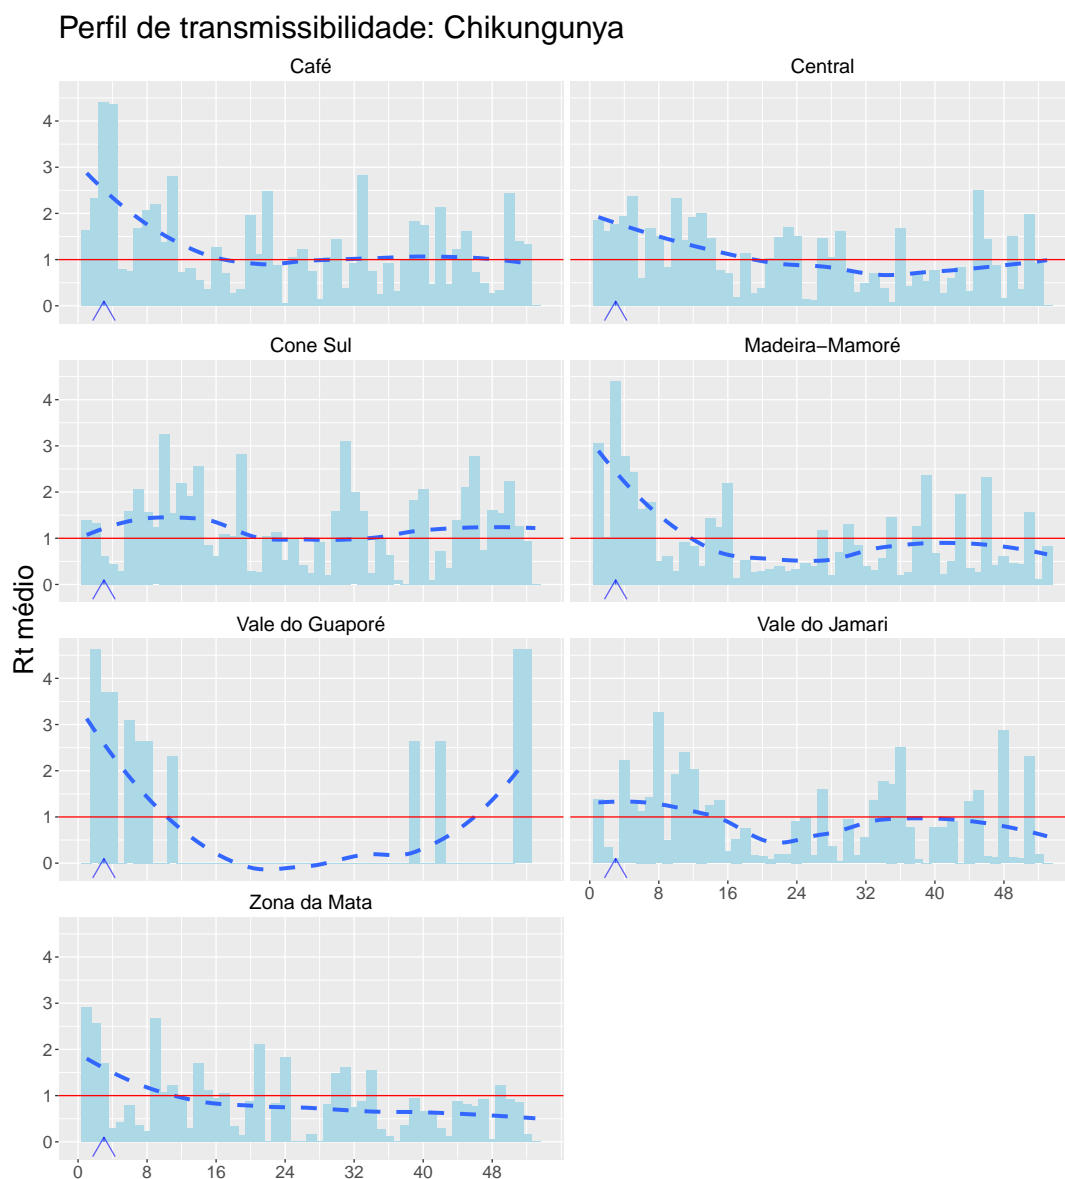 Perfil de transmissibilidade: Chikungunya
Café
Central
4
3
2
1
0
Cone Sul
Madeira−Mamoré
4
3
2
1
0
Rt médio
Vale do Guaporé
Vale do Jamari
4
3
2
1
0
0 8 16 24 32 40 48
Zona da Mata
4
3
2
1
0
0 8 16 24 32 40 48